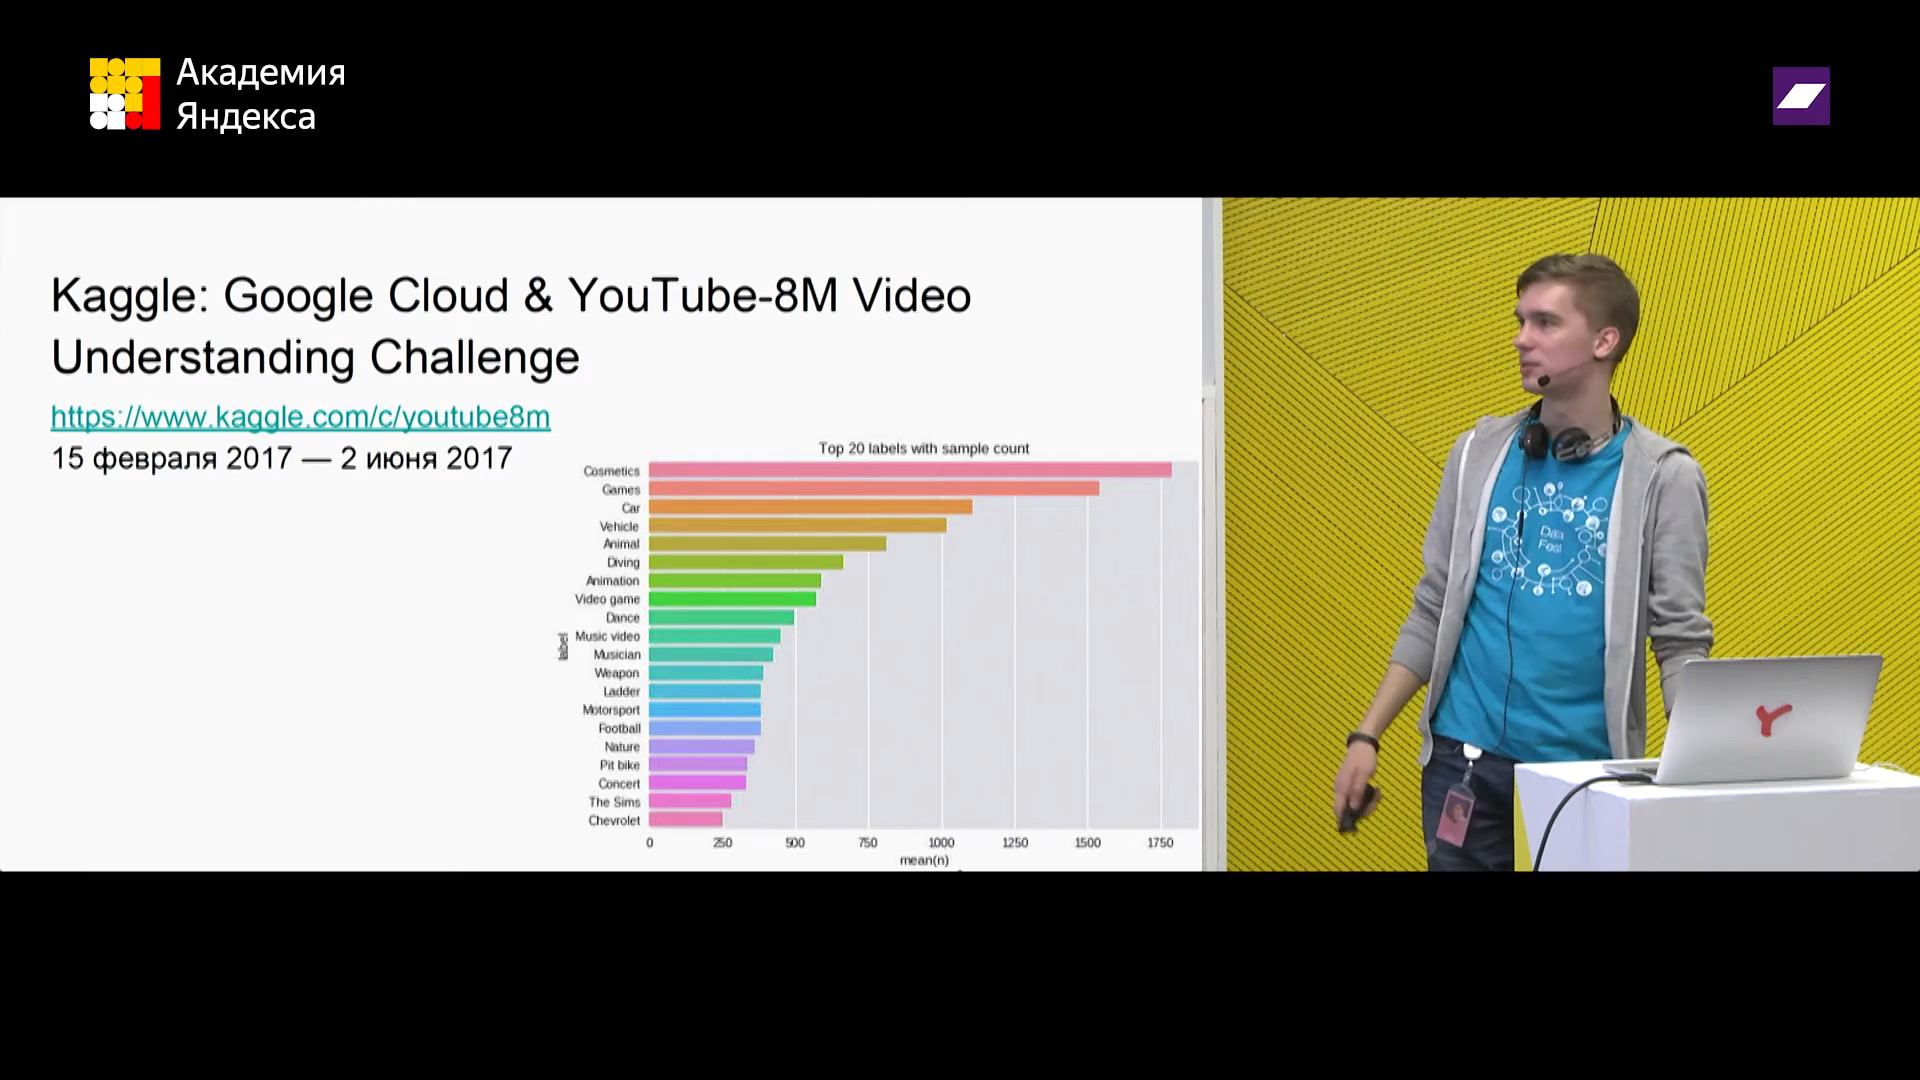 Академия
Яндекса
Kaggle: Google Cloud & YouTube-8M Video
Understanding Challenge
https://www.kaggle.com/c/youtube8m
15 февраля 2017 — 2 июня 2017
Top 20 labels with sample count
Cosmetics
Games
Car
Vehicle
Animal
Diving
Animation
Video game
Dance
Music video
Musician
Weapon
Ladder
Motorsport
Football
Nature
Pit bike
Concert
The Sims
Chevrolet
label
0 250 500 750 1000 1250 1500 1750
mean(n)
Data
Fest